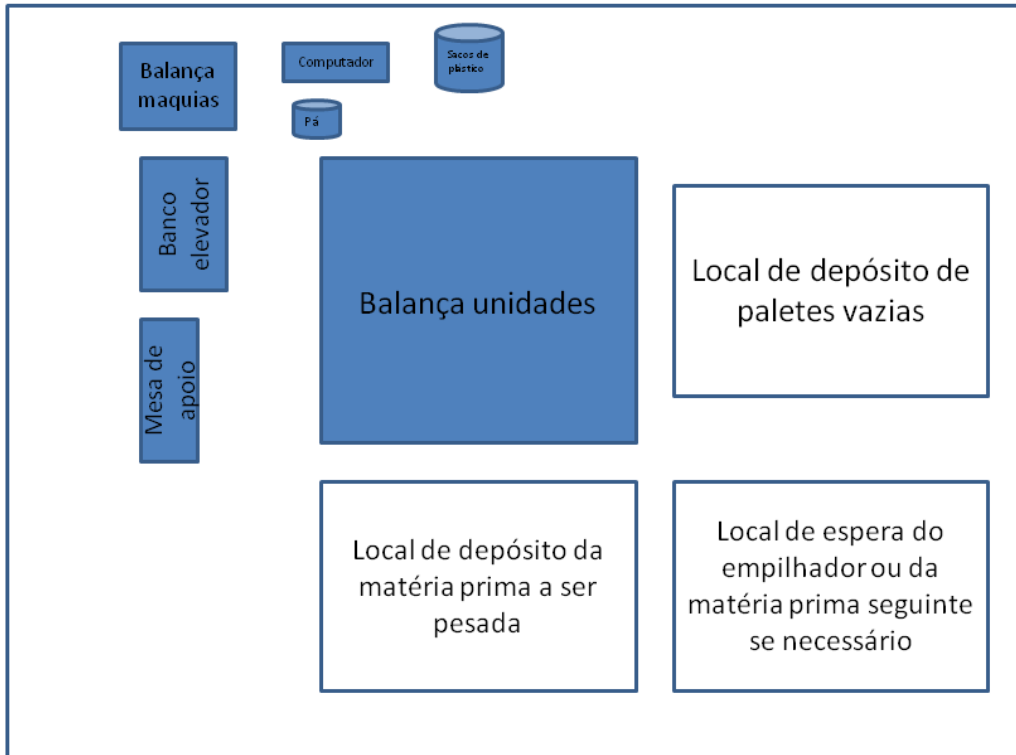 Balança
maquias
Computador
Sacos de
plástico
Pá
Banco
elevador
Balança unidades
Local de depósito de
paletes vazias
Mesa de
apoio
Local de depósito da
matéria prima a ser
pesada
Local de espera do
empilhador ou da
matéria prima seguinte
se necessário